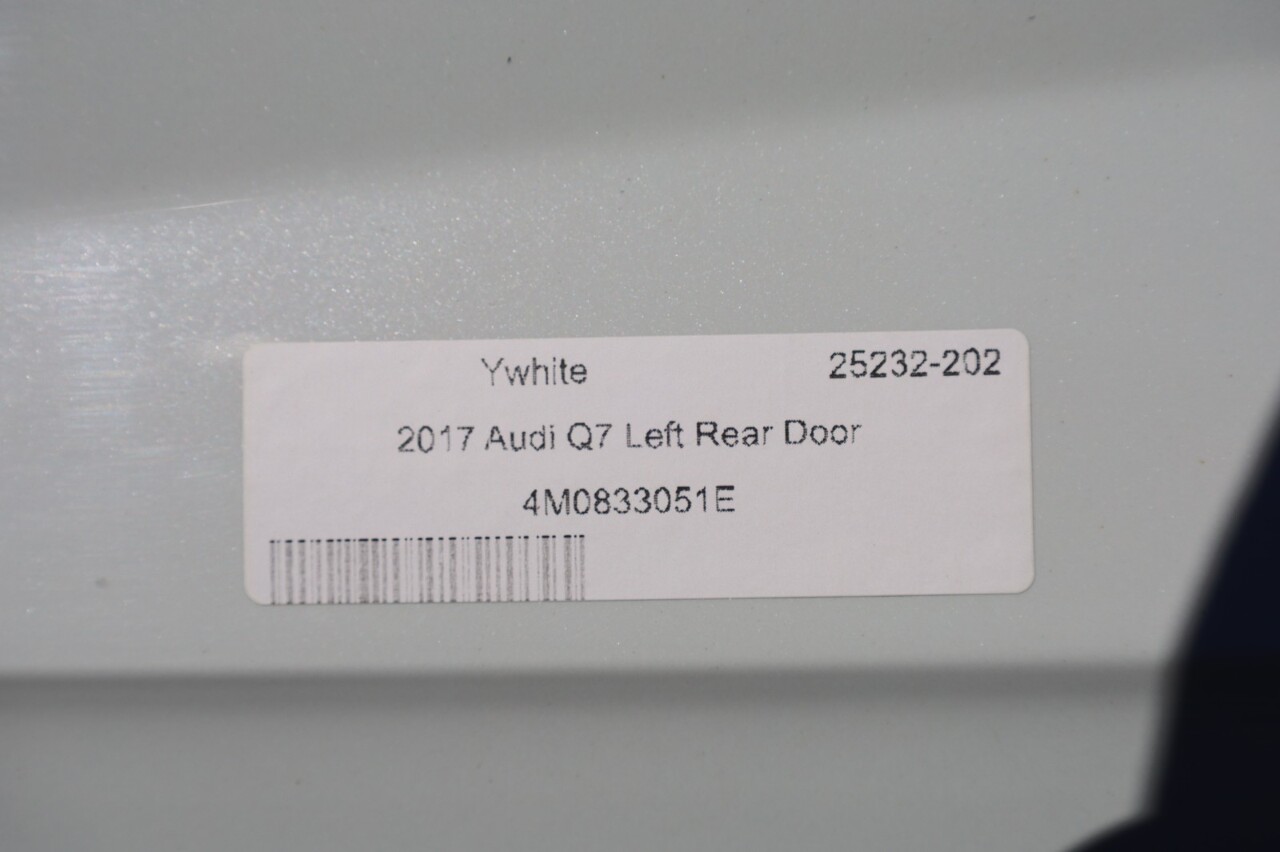 Ywhite 25232-202
2017 Audi Q7 Left Rear Door
4M0833051E